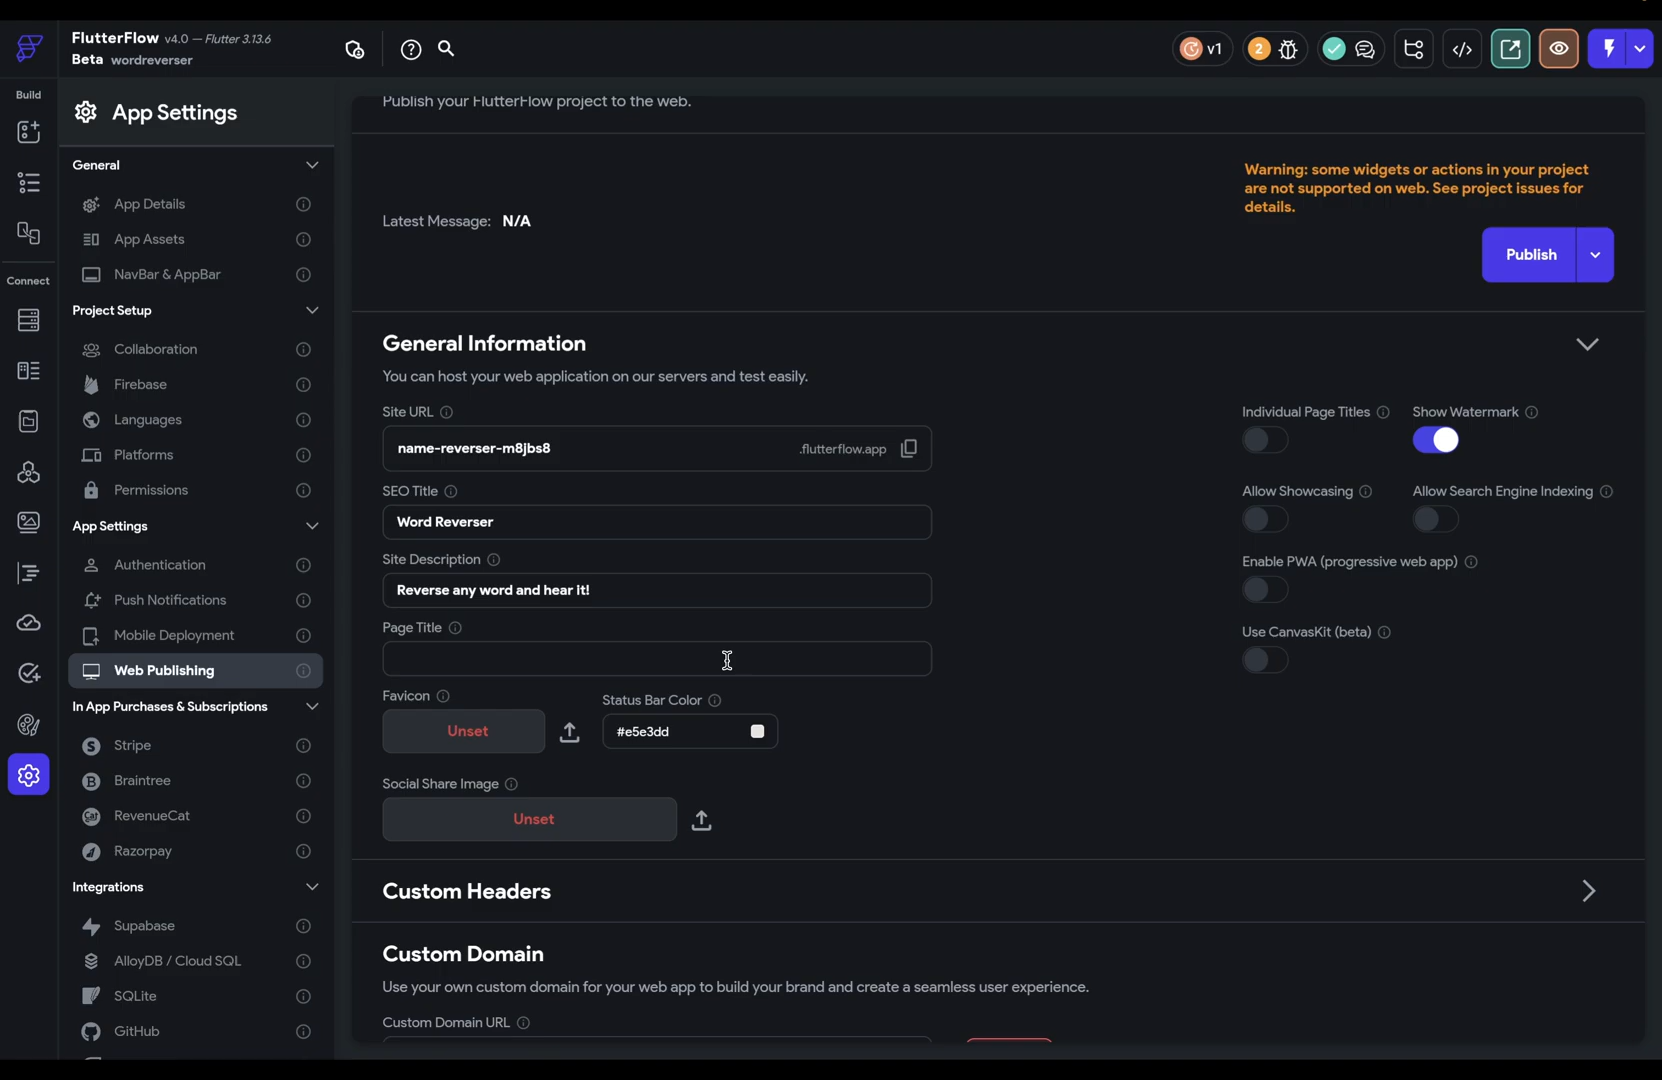 FlutterFlow v4.0 – Flutter 3.13.6
Beta wordreverser
v1
2
Build
Connect
App Settings
General
App Details
App Assets
NavBar & AppBar
Project Setup
Collaboration
Firebase
Languages
Platforms
Permissions
App Settings
Authentication
Push Notifications
Mobile Deployment
Web Publishing
In App Purchases & Subscriptions
Stripe
Braintree
RevenueCat
Razorpay
Integrations
Supabase
AlloyDB / Cloud SQL
SQLite
GitHub
Publish your FlutterFlow project to the web.
Warning: some widgets or actions in your project
are not supported on web. See project issues for
details.
Latest Message: N/A
Publish
General Information
You can host your web application on our servers and test easily.
Site URL
name-reverser-m8jbs8 .flutterflow.app
SEO Title
Word Reverser
Site Description
Reverse any word and hear it!
Page Title
Favicon
Unset
Status Bar Color
#e5e3dd
Social Share Image
Unset
Individual Page Titles
Show Watermark
Allow Showcasing
Allow Search Engine Indexing
Enable PWA (progressive web app)
Use CanvasKit (beta)
Custom Headers
Custom Domain
Use your own custom domain for your web app to build your brand and create a seamless user experience.
Custom Domain URL